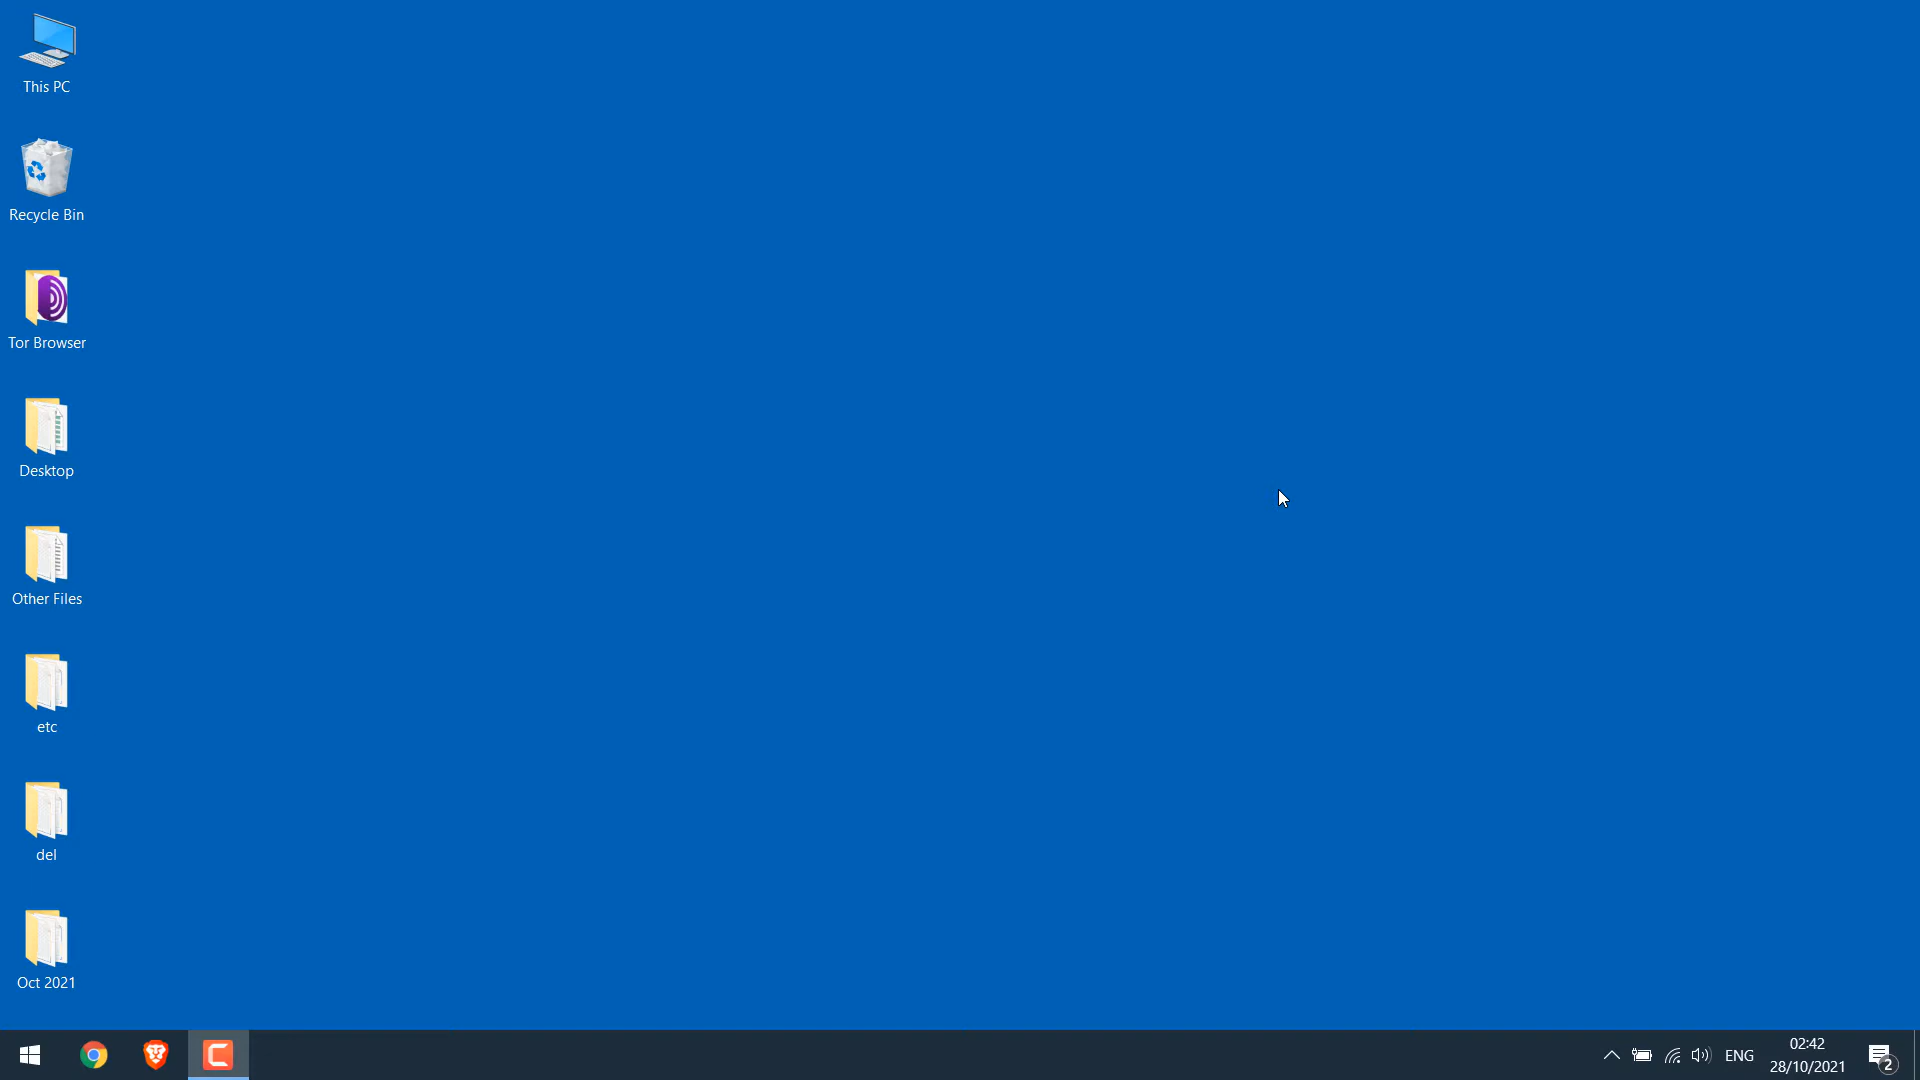 This PC
Recycle Bin
Tor Browser
Desktop
Other Files
etc
del
Oct 2021
ENG
02:42
28/10/2021
2